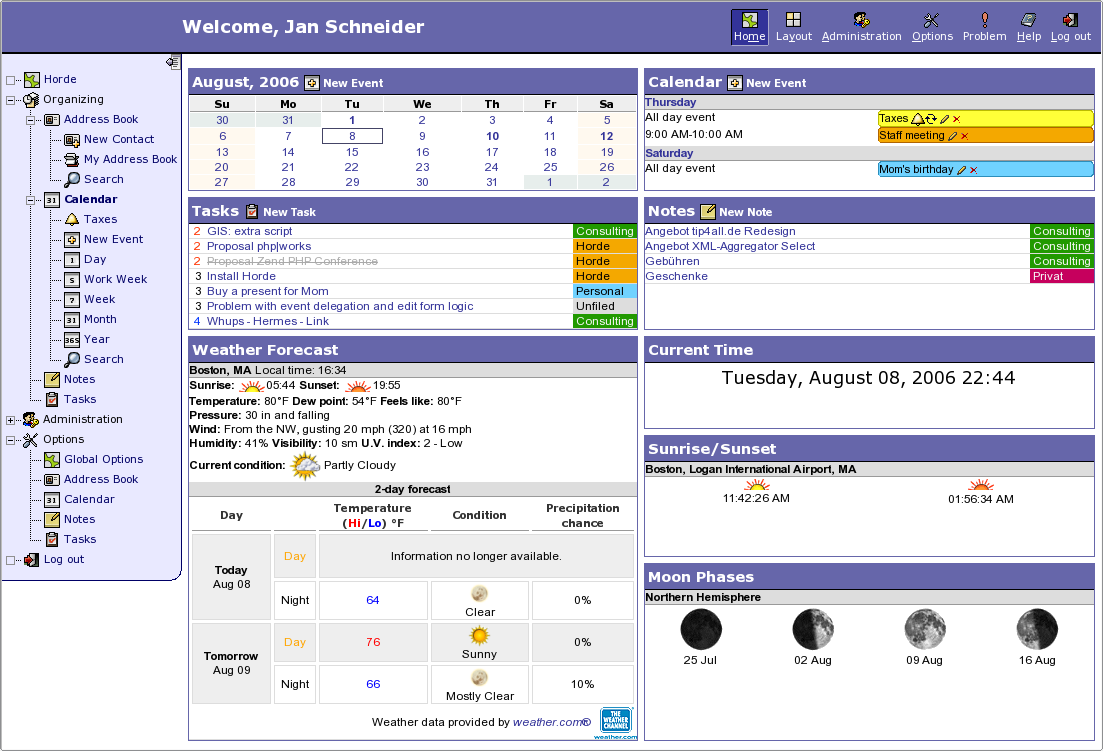 Welcome, Jan Schneider
Home Layout Administration Options Problem Help Log out
Horde
Organizing
Address Book
New Contact
My Address Book
Search
Calendar
Taxes
New Event
Day
Work Week
Week
Month
Year
Search
Notes
Tasks
Administration
Options
Global Options
Address Book
Calendar
Notes
Tasks
Log out
August, 2006 New Event
Su Mo Tu We Th Fr Sa
30 31 1 2 3 4 5
6 7 8 9 10 11 12
13 14 15 16 17 18 19
20 21 22 23 24 25 26
27 28 29 30 31 1 2
Calendar New Event
Thursday
All day event Taxes
9:00 AM-10:00 AM Staff meeting
Saturday
All day event Mom's birthday
Tasks New Task
2 GIS: extra script Consulting
2 Proposal php|works Horde
2 Proposal Zend PHP Conference Horde
3 Install Horde Horde
3 Buy a present for Mom Personal
3 Problem with event delegation and edit form logic Unfiled
4 Whups - Hermes - Link Consulting
Notes New Note
Angebot tip4all.de Redesign Consulting
Angebot XML-Aggregator Select Consulting
Gebühren Consulting
Geschenke Privat
Weather Forecast
Boston, MA Local time: 16:34
Sunrise: 05:44 Sunset: 19:55
Temperature: 80°F Dew point: 54°F Feels like: 80°F
Pressure: 30 in and falling
Wind: From the NW, gusting 20 mph (320) at 16 mph
Humidity: 41% Visibility: 10 sm U.V. index: 2 - Low
Current condition: Partly Cloudy
2-day forecast
Day Temperature (Hi/Lo) °F Condition Precipitation chance
Today Aug 08
Day Information no longer available.
Night 64 Clear 0%
Tomorrow Aug 09
Day 76 Sunny 0%
Night 66 Mostly Clear 10%
Weather data provided by weather.com®
THE WEATHER CHANNEL
weather.com
Current Time
Tuesday, August 08, 2006 22:44
Sunrise/Sunset
Boston, Logan International Airport, MA
11:42:26 AM 01:56:34 AM
Moon Phases
Northern Hemisphere
25 Jul 02 Aug 09 Aug 16 Aug